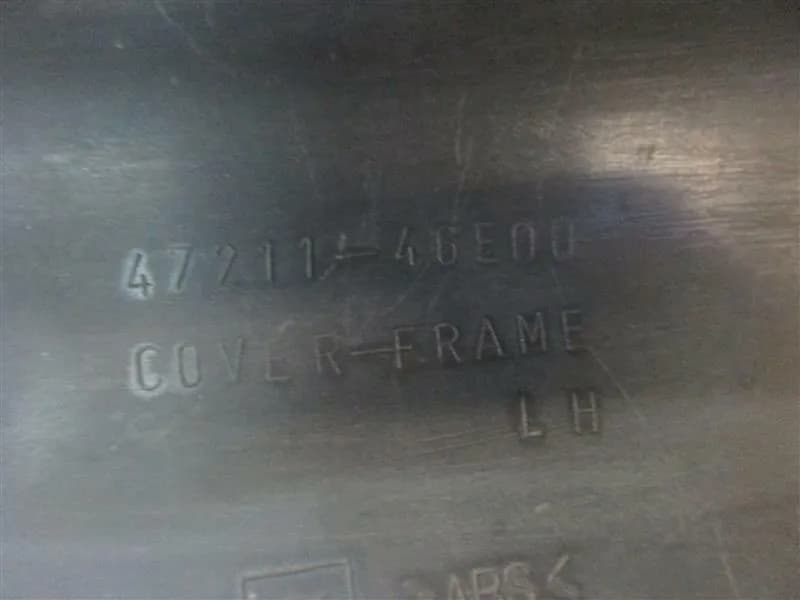 47211-46E00
COVER-FRAME
LH
>ABS<